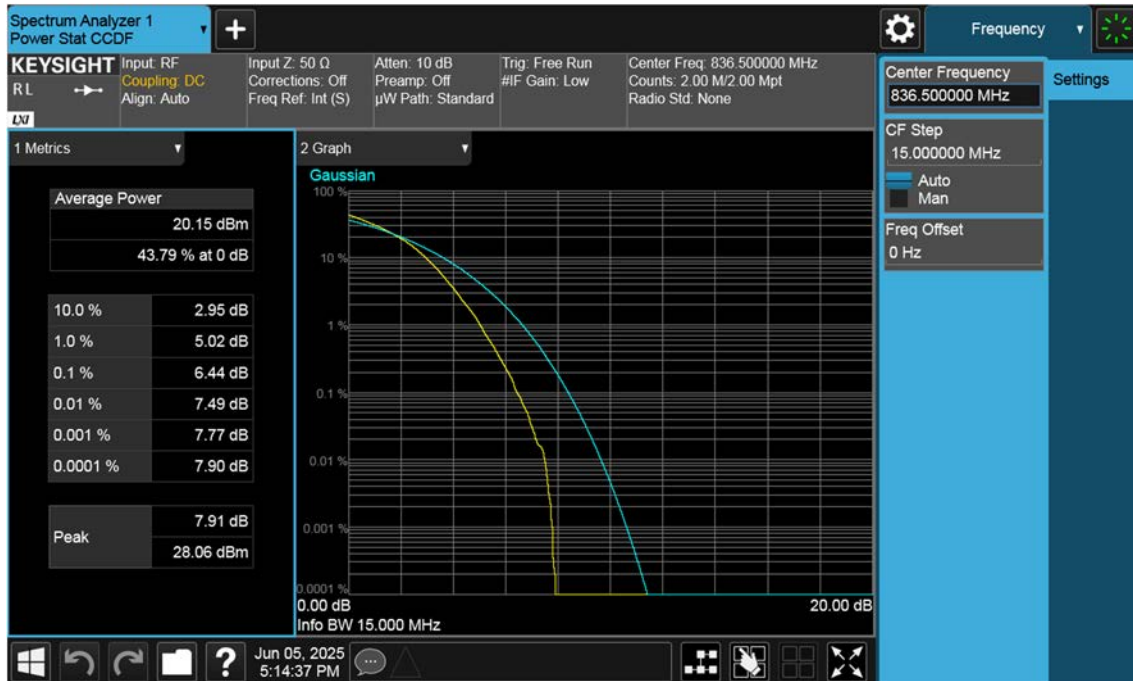 Spectrum Analyzer 1
Power Stat CCDF
+
Frequency
KEYSIGHT
RL
LXI
Input: RF
Coupling: DC
Align: Auto
Input Z: 50 Ω
Corrections: Off
Freq Ref: Int (S)
Atten: 10 dB
Preamp: Off
µW Path: Standard
Trig: Free Run
#IF Gain: Low
Center Freq: 836.500000 MHz
Counts: 2.00 M/2.00 Mpt
Radio Std: None
Center Frequency
836.500000 MHz
Settings
CF Step
15.000000 MHz
Auto
Man
Freq Offset
0 Hz
1 Metrics
Average Power
20.15 dBm
43.79 % at 0 dB
10.0 % 2.95 dB
1.0 % 5.02 dB
0.1 % 6.44 dB
0.01 % 7.49 dB
0.001 % 7.77 dB
0.0001 % 7.90 dB
Peak
7.91 dB
28.06 dBm
2 Graph
Gaussian
100 %
10 %
1 %
0.1 %
0.01 %
0.001 %
0.0001 %
0.00 dB 20.00 dB
Info BW 15.000 MHz
?
Jun 05, 2025
5:14:37 PM